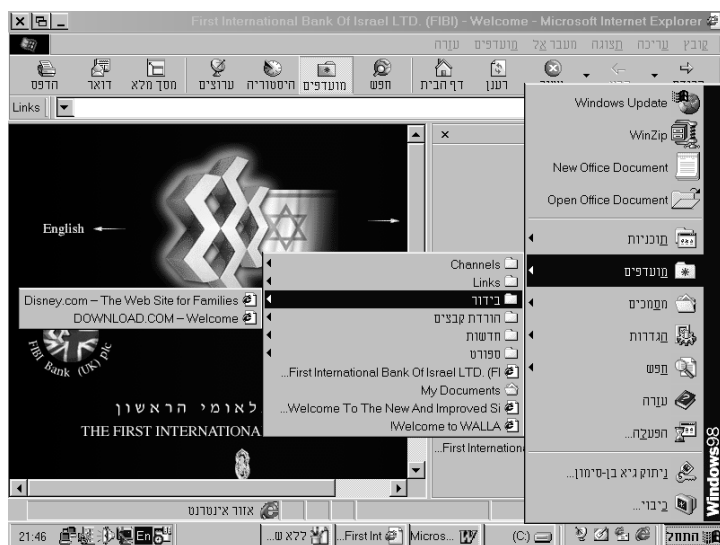 First International Bank Of Israel LTD. (FIBI) - Welcome - Microsoft Internet Explorer
קובץ עריכה תצוגה מעבר אל מועדפים עזרה
רענן דף הבית חפש מועדפים היסטוריה ערוצים מסך מלא דואר הדפס
Links
English
FIBI Bank (UK) plc
לאומי הראשון
THE FIRST INTERNATIONA
...First Internation
Windows Update
WinZip
New Office Document
Open Office Document
תוכניות
מועדפים
מסמכים
הגדרות
חפש
עזרה
הפעלה...
ניתוק גיא בן-סימון...
כיבוי...
Windows98
Channels
Links
בידור
הורדת קבצים
חדשות
ספורט
...First International Bank Of Israel LTD. (FI
My Documents
...Welcome To The New And Improved Si
!Welcome to WALLA
Disney.com – The Web Site for Families
DOWNLOAD.COM – Welcome
אזור אינטרנט
התחל
(C:)
Micros...
...First Int
ללא ש...
En
21:46